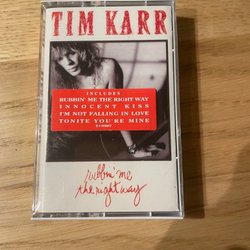 TIM KARR
INCLUDES
RUBBIN' ME THE RIGHT WAY
INNOCENT KISS
I'M NOT FALLING IN LOVE
TONITE YOU'RE MINE
rubbin' me
the right way